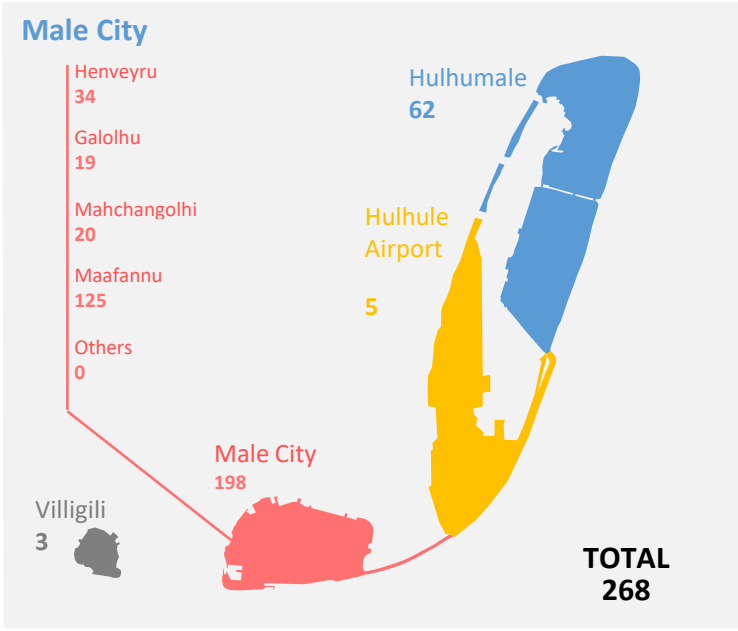 Male City
Henveyru
34
Galolhu
19
Mahchangolhi
20
Maafannu
125
Others
0
Hulhumale
62
Hulhule
Airport
5
Male City
198
Villigili
3
TOTAL
268